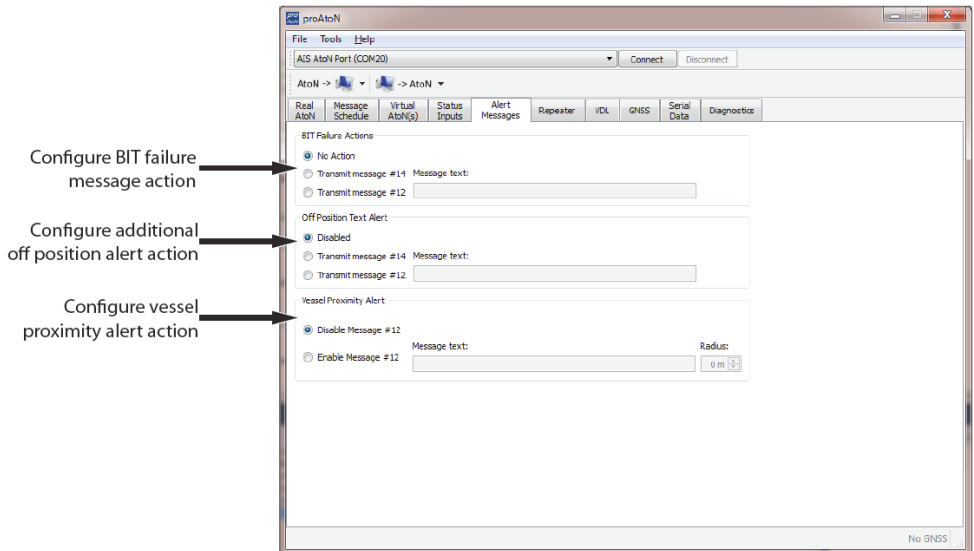 pro AtoN proAtoN
File Tools Help
AIS AtoN Port (COM20) Connect Disconnect
AtoN -> -> AtoN
Real AtoN Message Schedule Virtual AtoN(s) Status Inputs Alert Messages Repeater VDL GNSS Serial Data Diagnostics
BIT Failure Actions
No Action
Transmit message #14 Message text:
Transmit message #12
Configure BIT failure
message action
Off Position Text Alert
Disabled
Transmit message #14 Message text:
Transmit message #12
Configure additional
off position alert action
Vessel Proximity Alert
Disable Message #12
Message text: Radius:
Enable Message #12 0 m
Configure vessel
proximity alert action
No GNSS